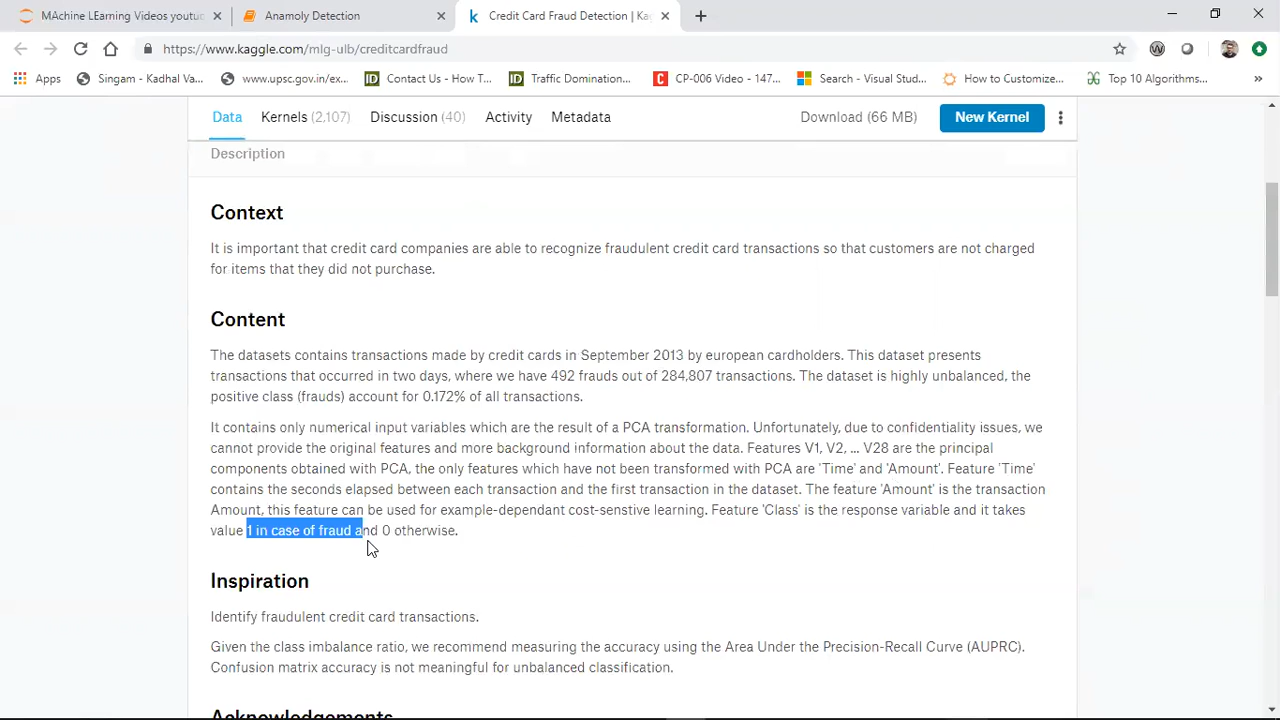 MAchine LEarning Videos youtu
Anamoly Detection
Credit Card Fraud Detection | Ka
https://www.kaggle.com/mlg-ulb/creditcardfraud
Apps
Singam - Kadhal Va...
www.upsc.gov.in/ex...
ID Contact Us - How T...
ID Traffic Domination...
C CP-006 Video - 147...
Search - Visual Stud...
How to Customize...
Top 10 Algorithms...
»
Data Kernels (2,107) Discussion (40) Activity Metadata Download (66 MB) New Kernel
Description
Context
It is important that credit card companies are able to recognize fraudulent credit card transactions so that customers are not charged
for items that they did not purchase.
Content
The datasets contains transactions made by credit cards in September 2013 by european cardholders. This dataset presents
transactions that occurred in two days, where we have 492 frauds out of 284,807 transactions. The dataset is highly unbalanced, the
positive class (frauds) account for 0.172% of all transactions.
It contains only numerical input variables which are the result of a PCA transformation. Unfortunately, due to confidentiality issues, we
cannot provide the original features and more background information about the data. Features V1, V2, ... V28 are the principal
components obtained with PCA, the only features which have not been transformed with PCA are 'Time' and 'Amount'. Feature 'Time'
contains the seconds elapsed between each transaction and the first transaction in the dataset. The feature 'Amount' is the transaction
Amount, this feature can be used for example-dependant cost-senstive learning. Feature 'Class' is the response variable and it takes
value 1 in case of fraud and 0 otherwise.
Inspiration
Identify fraudulent credit card transactions.
Given the class imbalance ratio, we recommend measuring the accuracy using the Area Under the Precision-Recall Curve (AUPRC).
Confusion matrix accuracy is not meaningful for unbalanced classification.
Acknowledgements